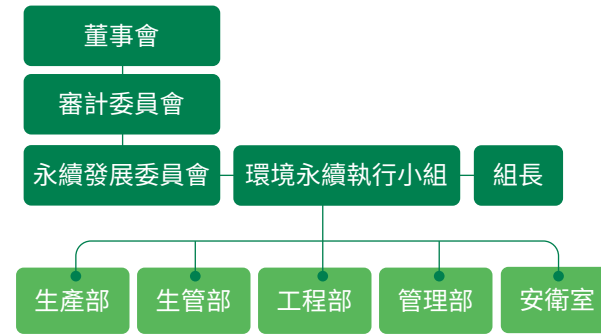 董事會
審計委員會
永續發展委員會
環境永續執行小組
組長
生產部
生管部
工程部
管理部
安衛室